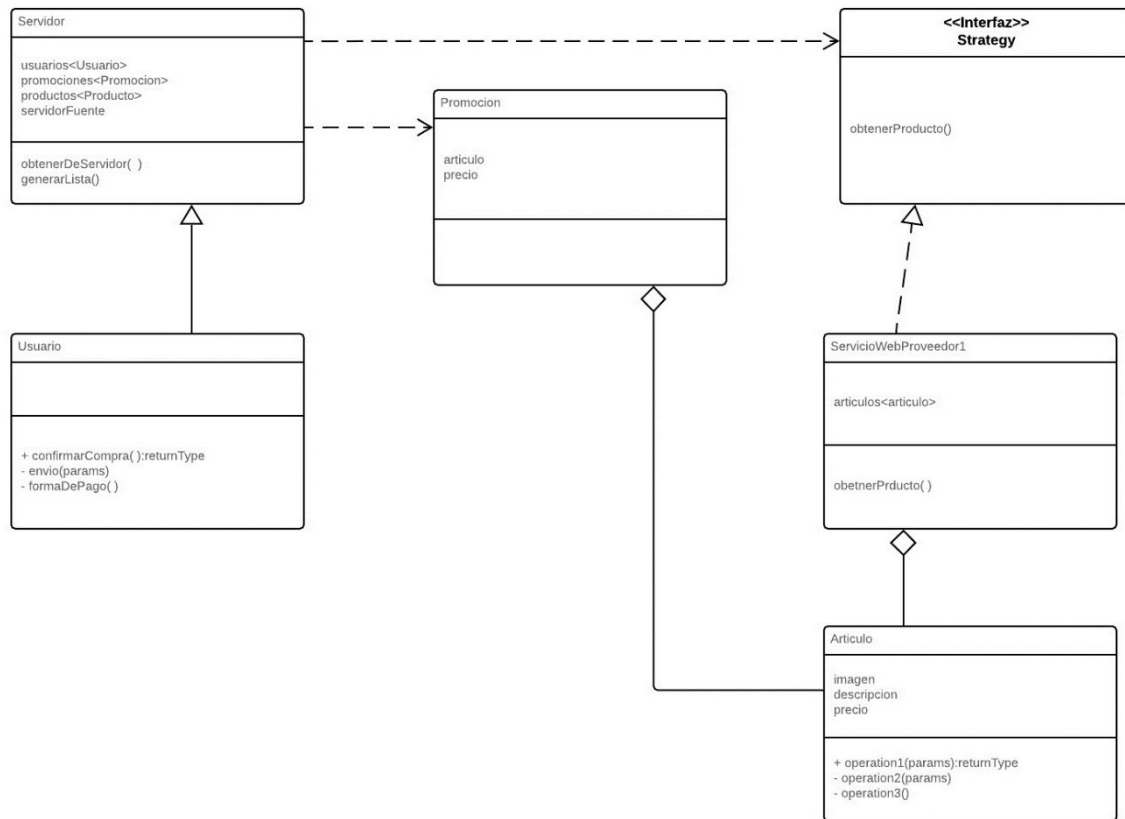 Servidor
usuarios<Usuario>
promociones<Promocion>
productos<Producto>
servidorFuente
obtenerDeServidor( )
generarLista()
<<Interfaz>>
Strategy
obtenerProducto()
Promocion
articulo
precio
Usuario
+ confirmarCompra( ):returnType
- envio(params)
- formaDePago( )
ServicioWebProveedor1
articulos<articulo>
obetnerPrducto( )
Articulo
imagen
descripcion
precio
+ operation1(params):returnType
- operation2(params)
- operation3()